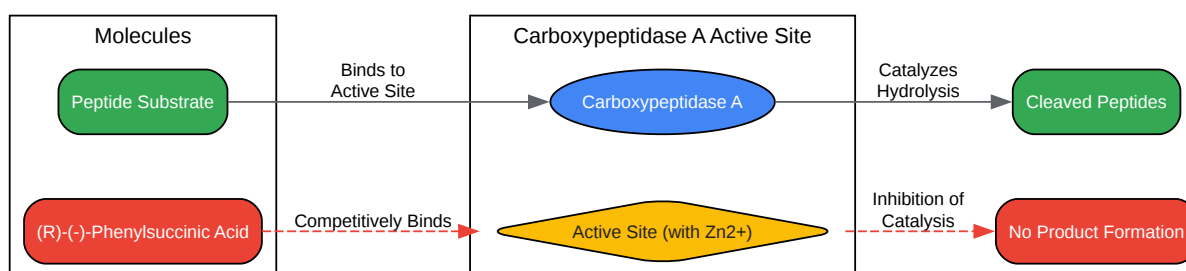 Molecules
Carboxypeptidase A Active Site
Peptide Substrate
Binds to
Active Site
Carboxypeptidase A
Catalyzes
Hydrolysis
Cleaved Peptides
(R)-(-)-Phenylsuccinic Acid
Competitively Binds
Active Site (with Zn2+)
Inhibition of
Catalysis
No Product Formation